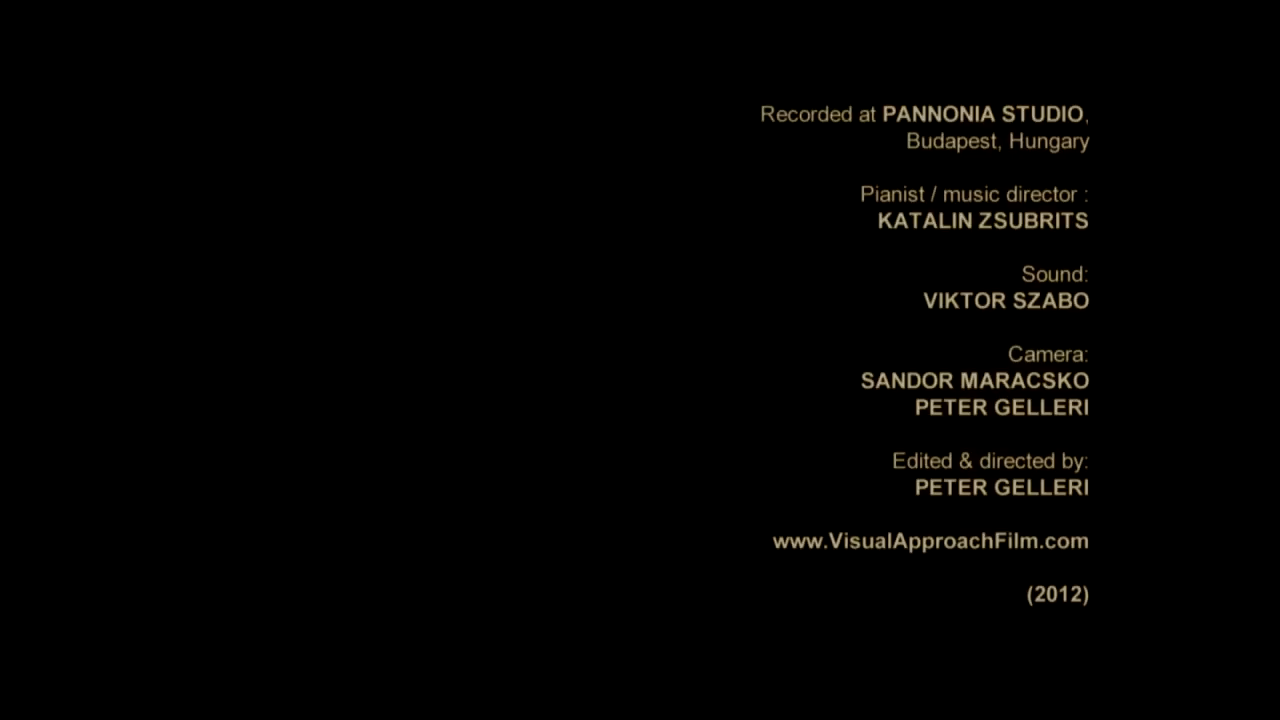 Recorded at PANNONIA STUDIO,
Budapest, Hungary
Pianist / music director :
KATALIN ZSUBRITS
Sound:
VIKTOR SZABO
Camera:
SANDOR MARACSKO
PETER GELLERI
Edited & directed by:
PETER GELLERI
www.VisualApproachFilm.com
(2012)